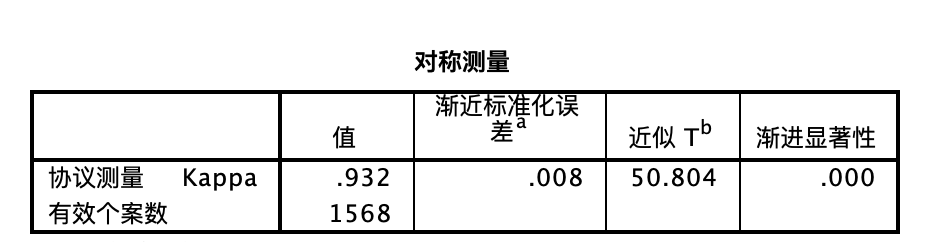 对称测量
值 渐近标准化误差a 近似 Tb 渐进显著性
协议测量 Kappa .932 .008 50.804 .000
有效个案数 1568